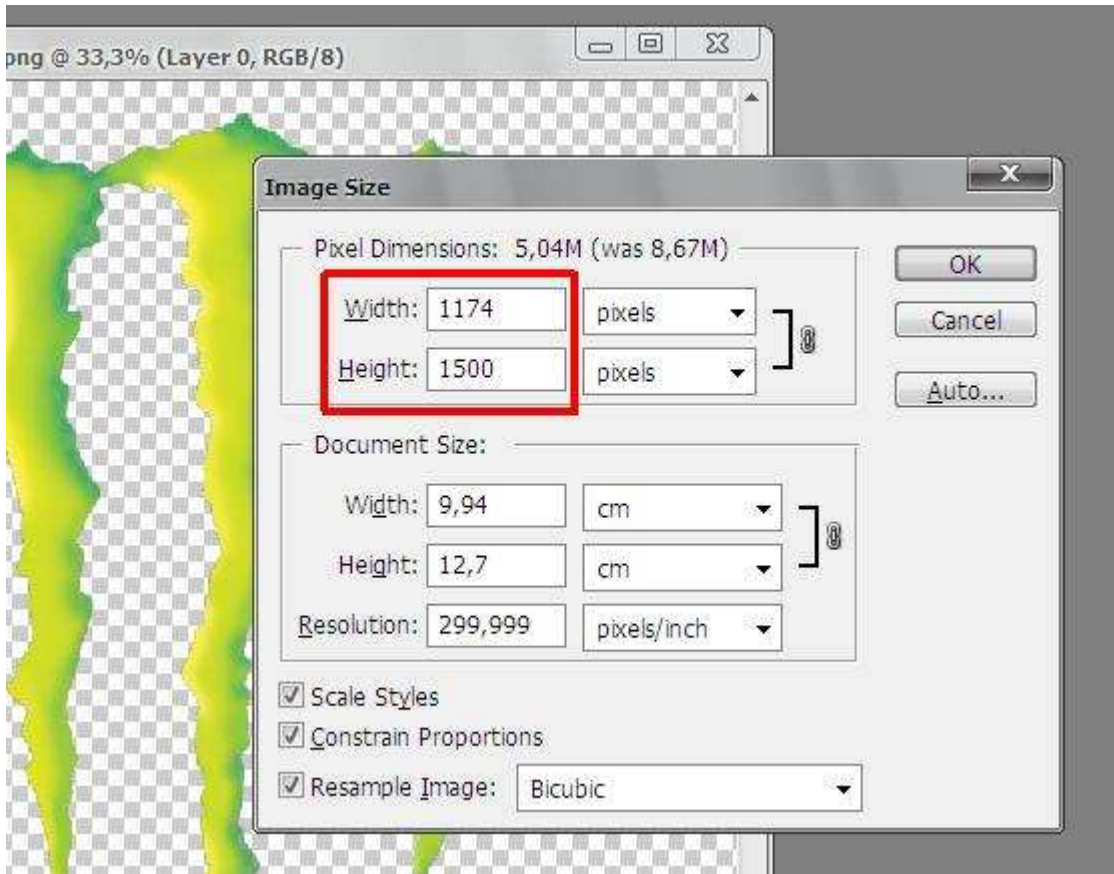 png @ 33,3% (Layer 0, RGB/8)
Image Size
Pixel Dimensions: 5,04M (was 8,67M)
Width: 1174 pixels
Height: 1500 pixels
Document Size:
Width: 9,94 cm
Height: 12,7 cm
Resolution: 299,999 pixels/inch
Scale Styles
Constrain Proportions
Resample Image: Bicubic
OK
Cancel
Auto...